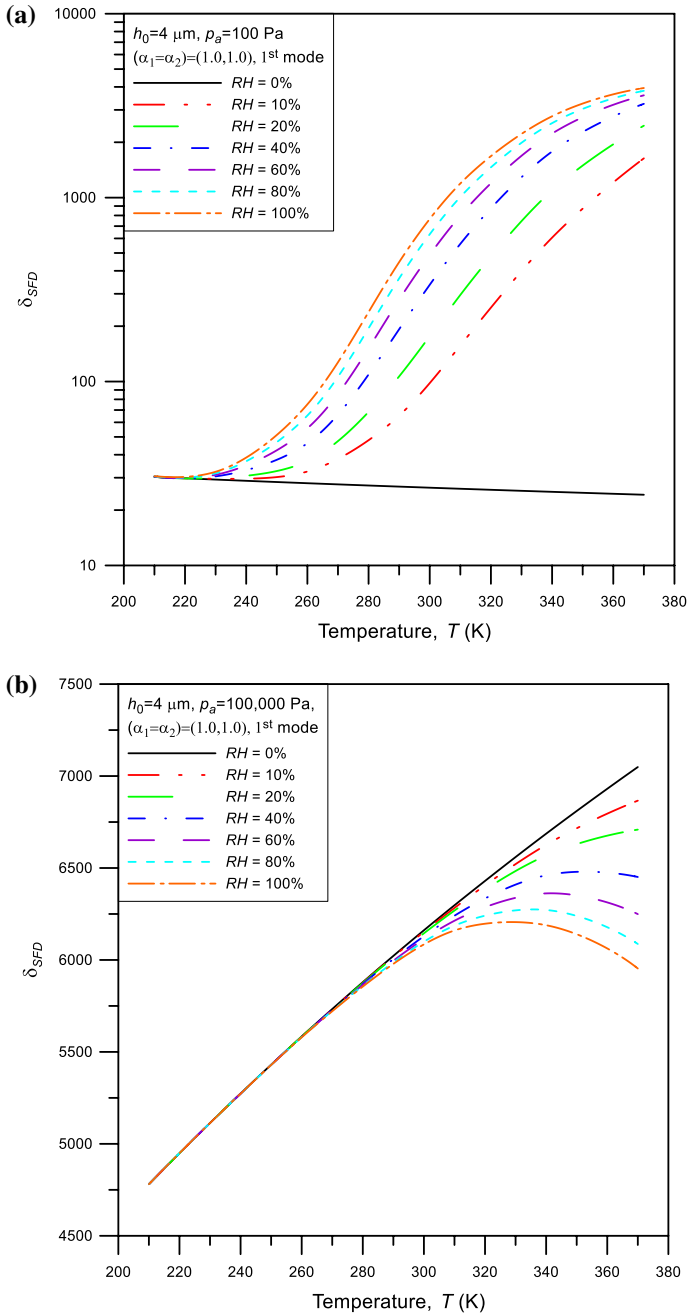 (a)
h₀=4 μm, pₐ=100 Pa
(α₁=α₂)=(1.0,1.0), 1ˢᵗ mode
RH = 0%
RH = 10%
RH = 20%
RH = 40%
RH = 60%
RH = 80%
RH = 100%
10000
1000
100
10
δSFD
200 220 240 260 280 300 320 340 360 380
Temperature, T (K)
(b)
h₀=4 μm, pₐ=100,000 Pa,
(α₁=α₂)=(1.0,1.0), 1ˢᵗ mode
RH = 0%
RH = 10%
RH = 20%
RH = 40%
RH = 60%
RH = 80%
RH = 100%
7500
7000
6500
6000
5500
5000
4500
δSFD
200 220 240 260 280 300 320 340 360 380
Temperature, T (K)